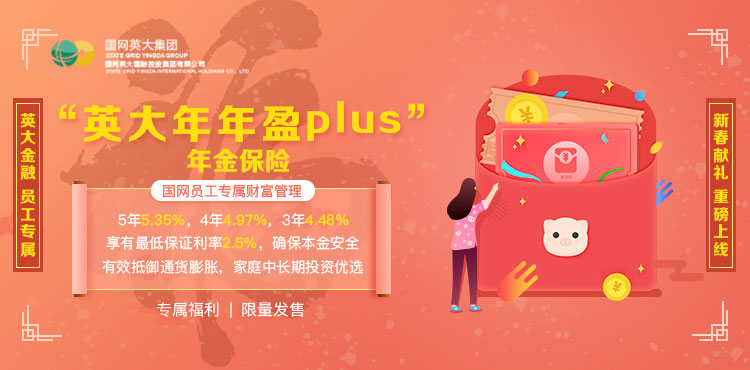 国网英大集团
STATE GRID YINGDA GROUP
国网英大国际控股集团有限公司
STATE GRID YINGDA INTERNATIONAL HOLDINGS CO., LTD
英大金融 员工专属
“英大年年盈plus”
年金保险
国网员工专属财富管理
5年5.35%，4年4.97%，3年4.48%
享有最低保证利率2.5%，确保本金安全
有效抵御通货膨胀，家庭中长期投资优选
专属福利 | 限量发售
新春献礼 重磅上线